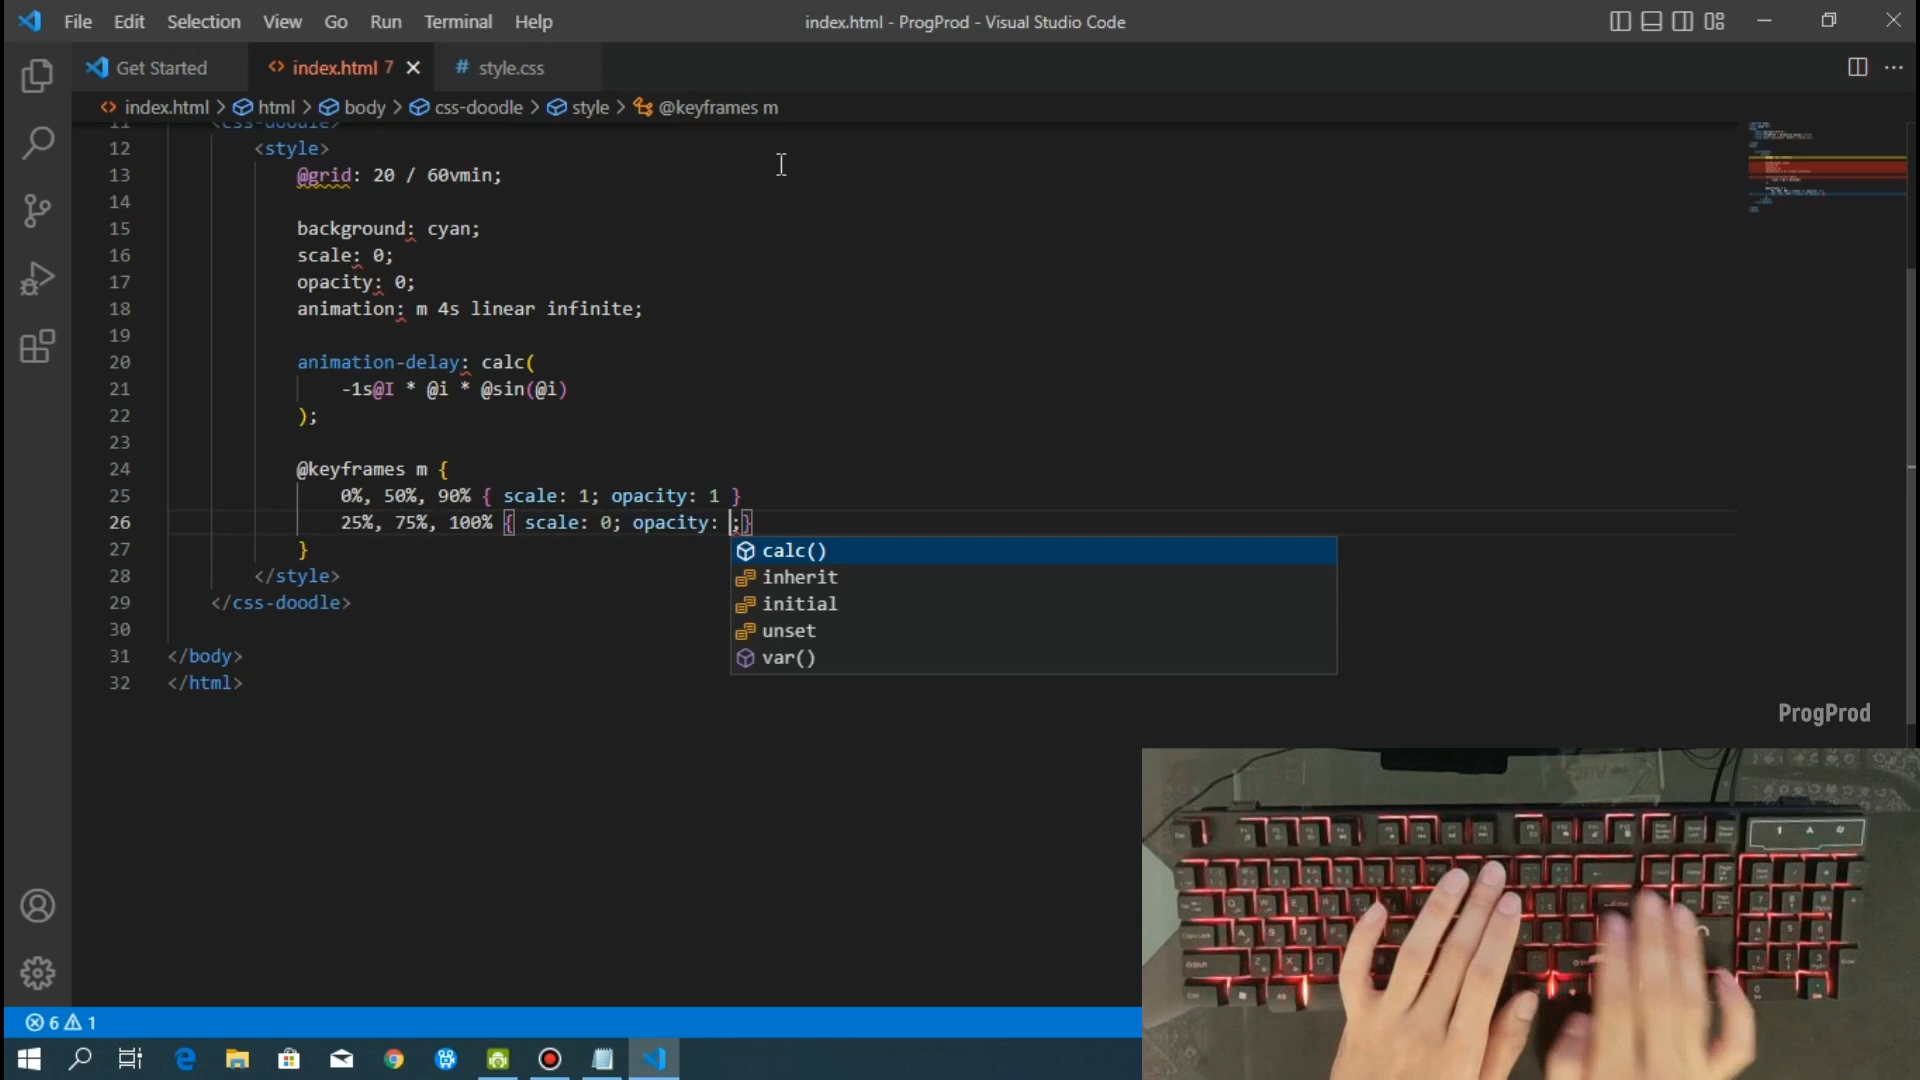 File Edit Selection View Go Run Terminal Help
index.html - ProgProd - Visual Studio Code
Get Started
index.html 7
# style.css
index.html > html > body > css-doodle > style > @keyframes m
11 <css-doodle>
12 <style>
13 @grid: 20 / 60vmin;
14
15 background: cyan;
16 scale: 0;
17 opacity: 0;
18 animation: m 4s linear infinite;
19
20 animation-delay: calc(
21 -1s@I * @i * @sin(@i)
22 );
23
24 @keyframes m {
25 0%, 50%, 90% { scale: 1; opacity: 1 }
26 25%, 75%, 100% { scale: 0; opacity: ;}
27 }
28 </style>
29 </css-doodle>
30
31 </body>
32 </html>
calc()
inherit
initial
unset
var()
ProgProd
6 1